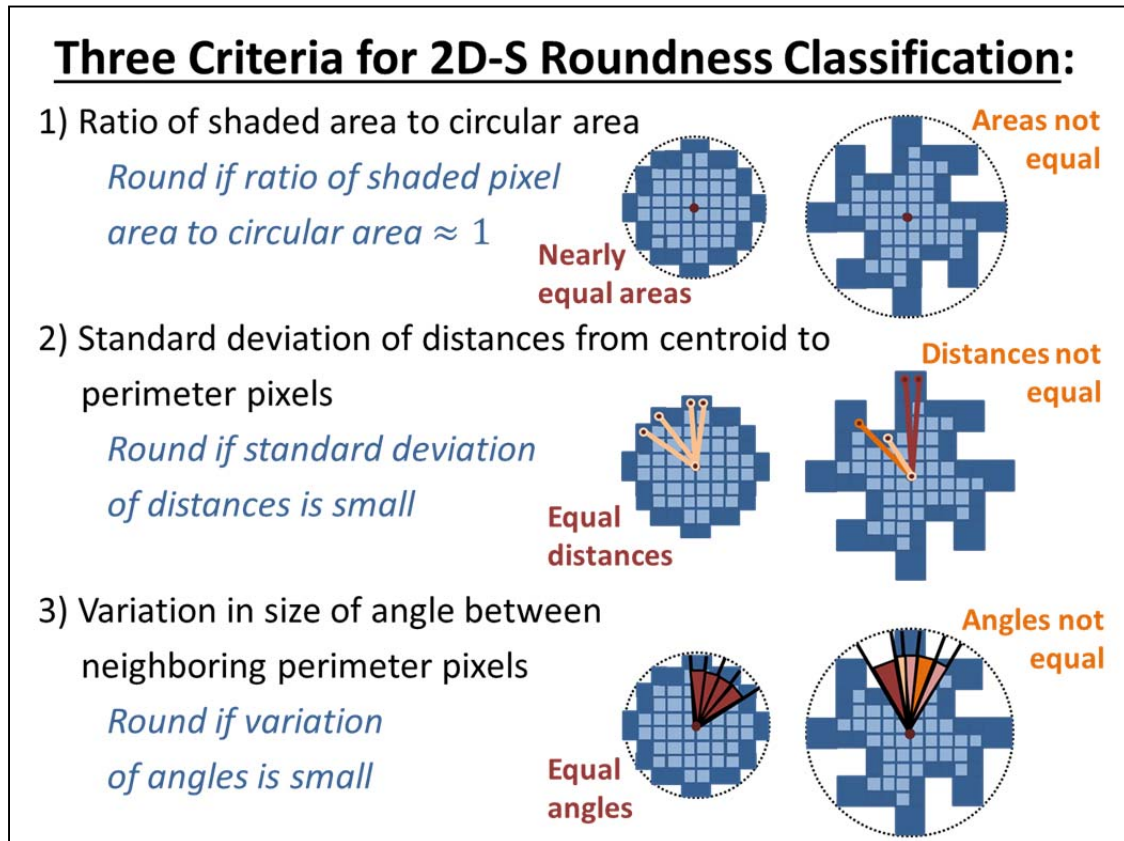 Three Criteria for 2D-S Roundness Classification:
1) Ratio of shaded area to circular area
Round if ratio of shaded pixel
area to circular area ≈ 1
Nearly
equal areas
Areas not
equal
2) Standard deviation of distances from centroid to
perimeter pixels
Round if standard deviation
of distances is small
Equal
distances
Distances not
equal
3) Variation in size of angle between
neighboring perimeter pixels
Round if variation
of angles is small
Equal
angles
Angles not
equal